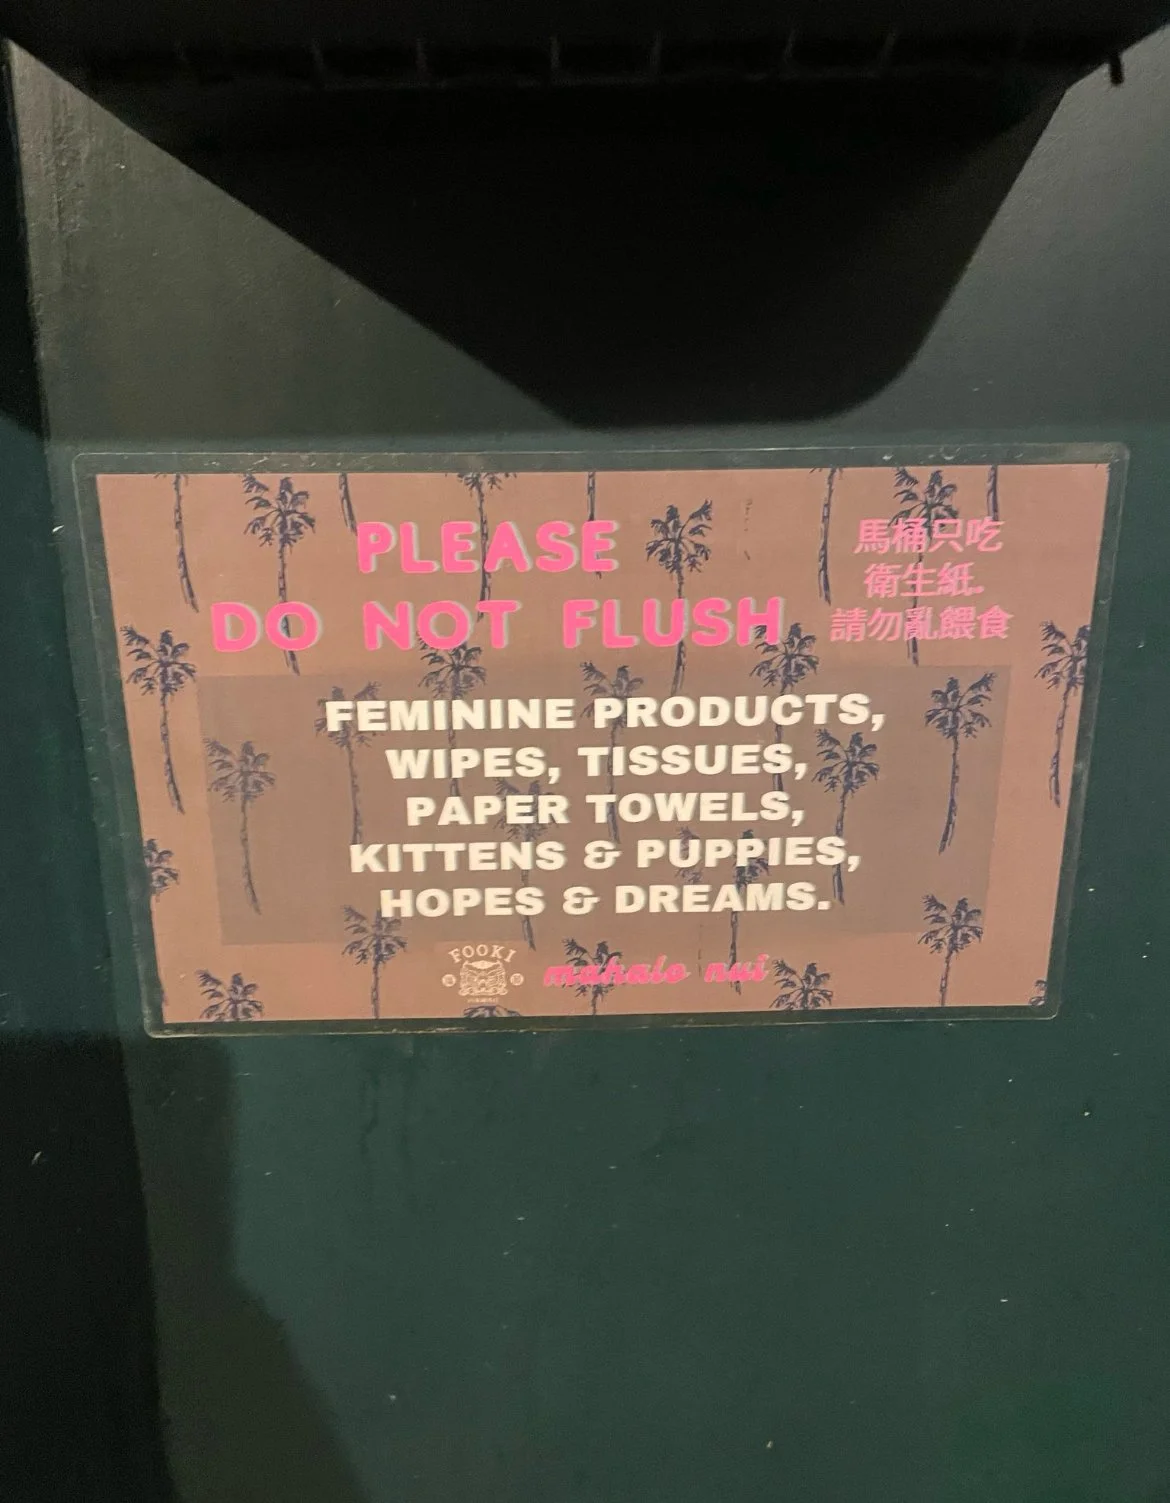 PLEASE
DO NOT FLUSH
馬桶只吃
衛生紙。
請勿亂餵食
FEMININE PRODUCTS,
WIPES, TISSUES,
PAPER TOWELS,
KITTENS & PUPPIES,
HOPES & DREAMS.
FOOKI
mahalo nui